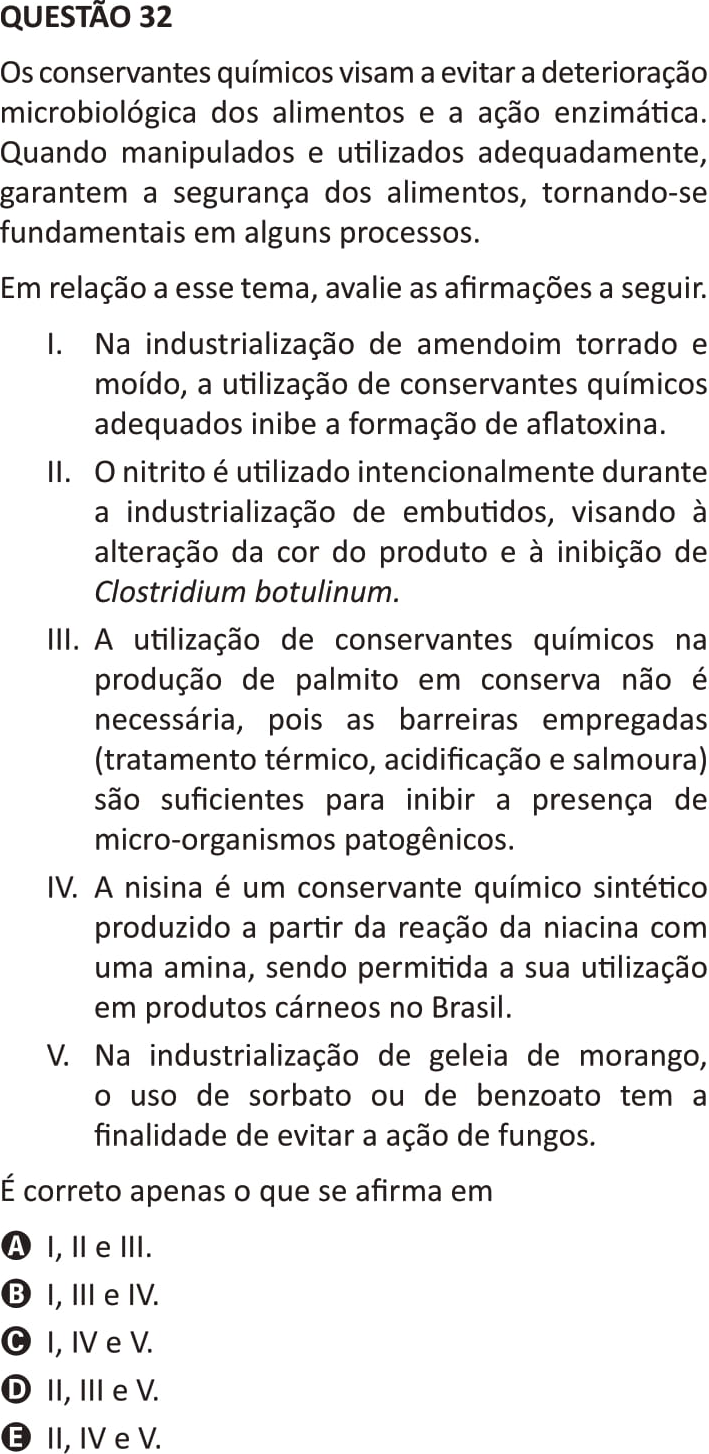 QUESTÃO 32
Os conservantes químicos visam a evitar a deterioração
microbiológica dos alimentos e a ação enzimática.
Quando manipulados e utilizados adequadamente,
garantem a segurança dos alimentos, tornando-se
fundamentais em alguns processos.
Em relação a esse tema, avalie as afirmações a seguir.
I. Na industrialização de amendoim torrado e
moído, a utilização de conservantes químicos
adequados inibe a formação de aflatoxina.
II. O nitrito é utilizado intencionalmente durante
a industrialização de embutidos, visando à
alteração da cor do produto e à inibição de
Clostridium botulinum.
III. A utilização de conservantes químicos na
produção de palmito em conserva não é
necessária, pois as barreiras empregadas
(tratamento térmico, acidificação e salmoura)
são suficientes para inibir a presença de
micro-organismos patogênicos.
IV. A nisina é um conservante químico sintético
produzido a partir da reação da niacina com
uma amina, sendo permitida a sua utilização
em produtos cárneos no Brasil.
V. Na industrialização de geleia de morango,
o uso de sorbato ou de benzoato tem a
finalidade de evitar a ação de fungos.
É correto apenas o que se afirma em
A I, II e III.
B I, III e IV.
C I, IV e V.
D II, III e V.
E II, IV e V.